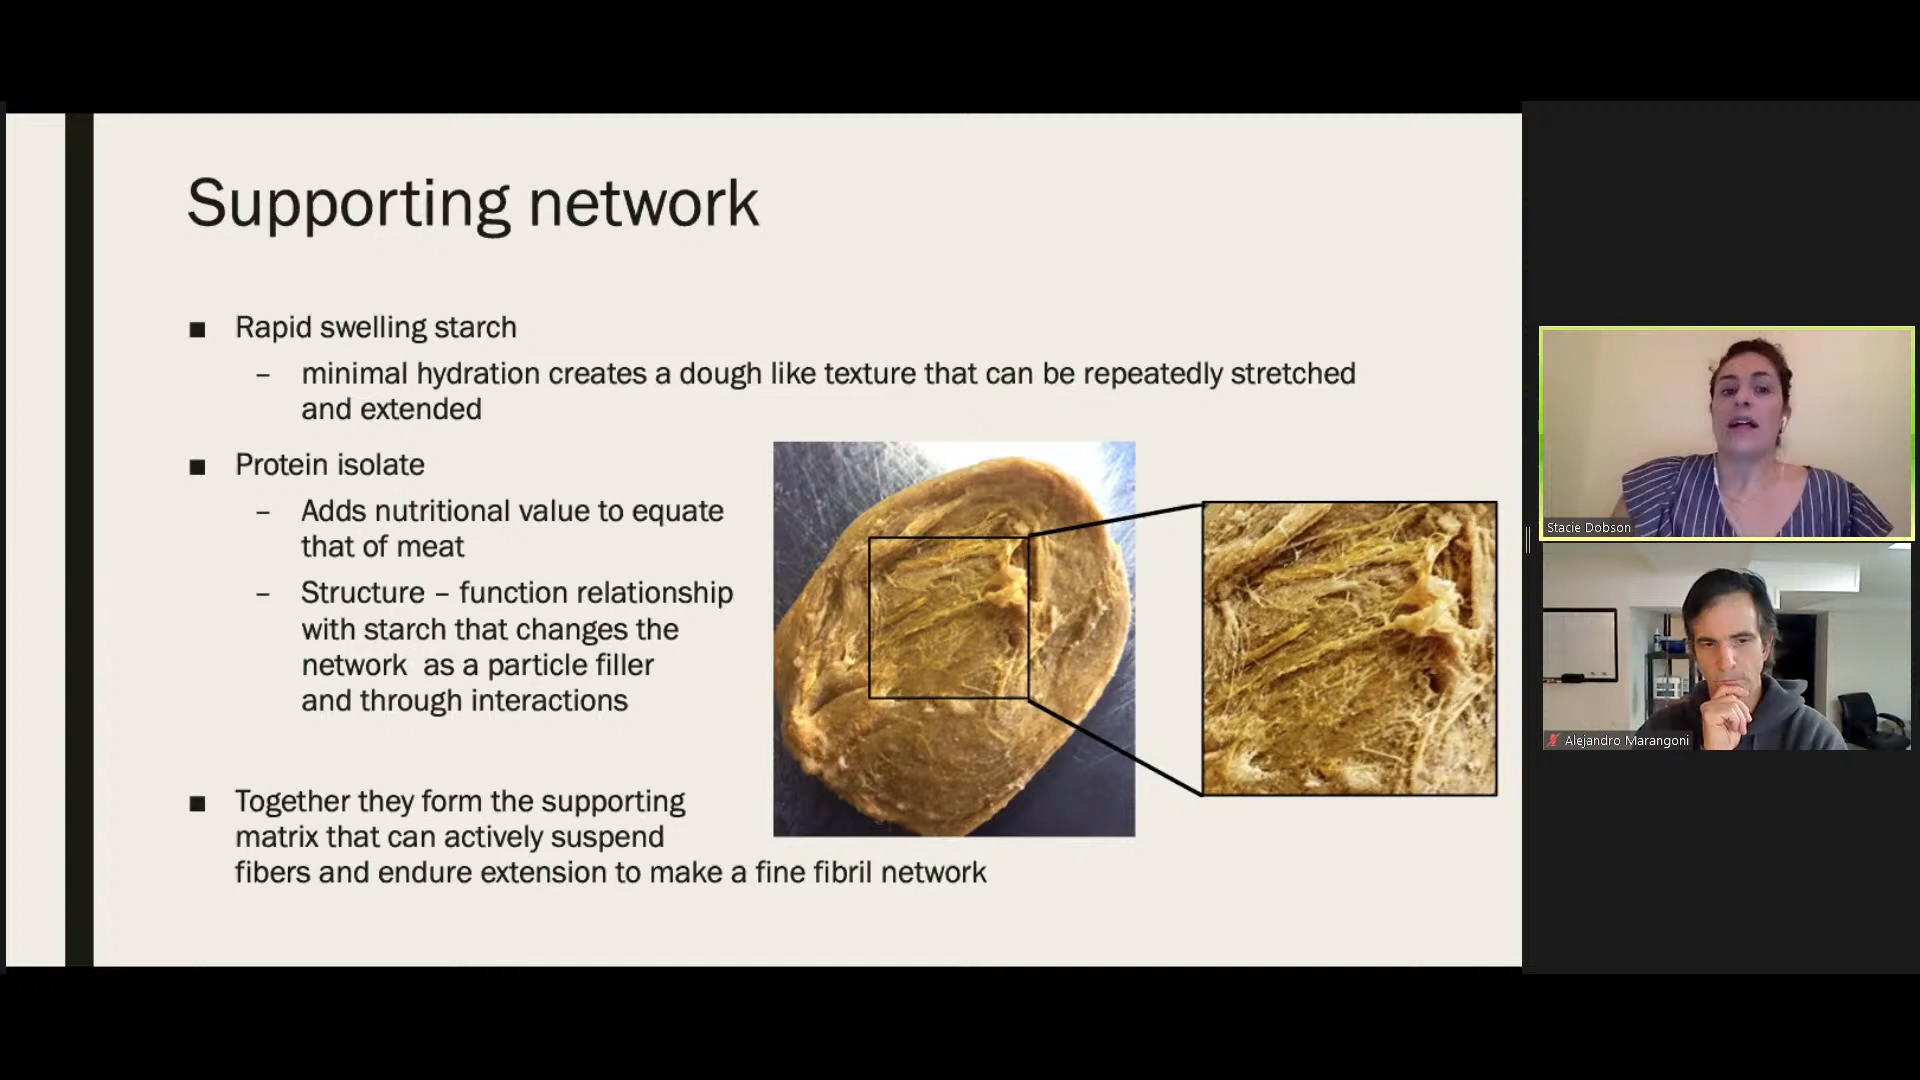 Supporting network
■ Rapid swelling starch
– minimal hydration creates a dough like texture that can be repeatedly stretched
and extended
■ Protein isolate
– Adds nutritional value to equate
that of meat
– Structure – function relationship
with starch that changes the
network as a particle filler
and through interactions
■ Together they form the supporting
matrix that can actively suspend
fibers and endure extension to make a fine fibril network
Stacie Dobson
Alejandro Marangoni